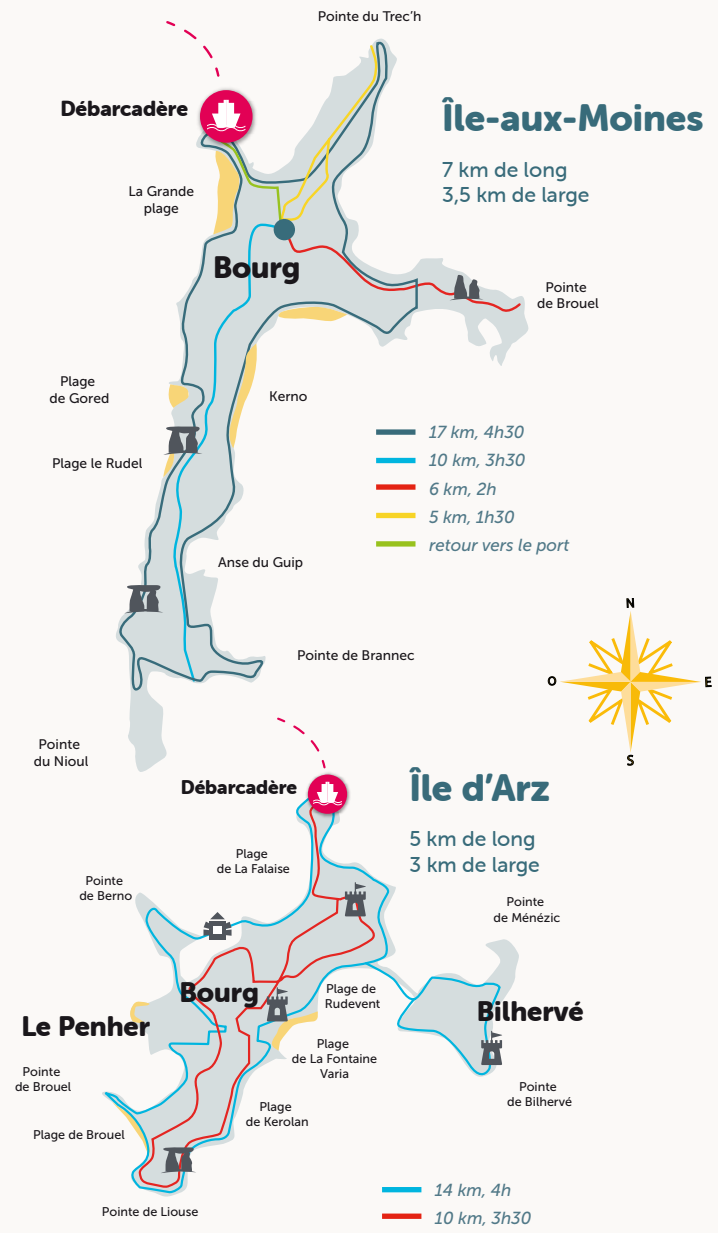 Pointe du Trec'h
Débarcadère
Île-aux-Moines
7 km de long
3,5 km de large
La Grande
plage
Bourg
Pointe
de Brouel
Plage
de Gored
Kerno
Plage le Rudel
17 km, 4h30
10 km, 3h30
6 km, 2h
5 km, 1h30
retour vers le port
Anse du Guip
Pointe de Brannec
Pointe
du Nioul
N
O
E
S
Débarcadère
Île d'Arz
5 km de long
3 km de large
Plage
de La Falaise
Pointe
de Berno
Pointe
de Ménézic
Bourg
Plage de
Rudevent
Bilhervé
Le Penher
Plage
de La Fontaine
Varia
Pointe
de Brouel
Pointe
de Bilhervé
Plage
de Kerolan
Plage de Brouel
Pointe de Liouse
14 km, 4h
10 km, 3h30